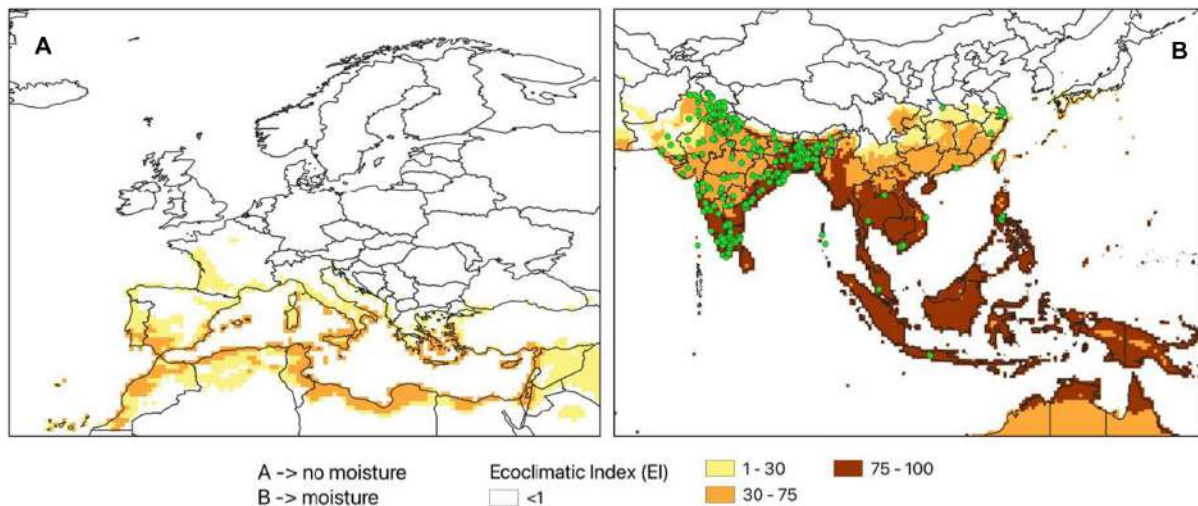 A
B
A -> no moisture
B -> moisture
Ecoclimatic Index (EI)
<1
1 - 30
30 - 75
75 - 100